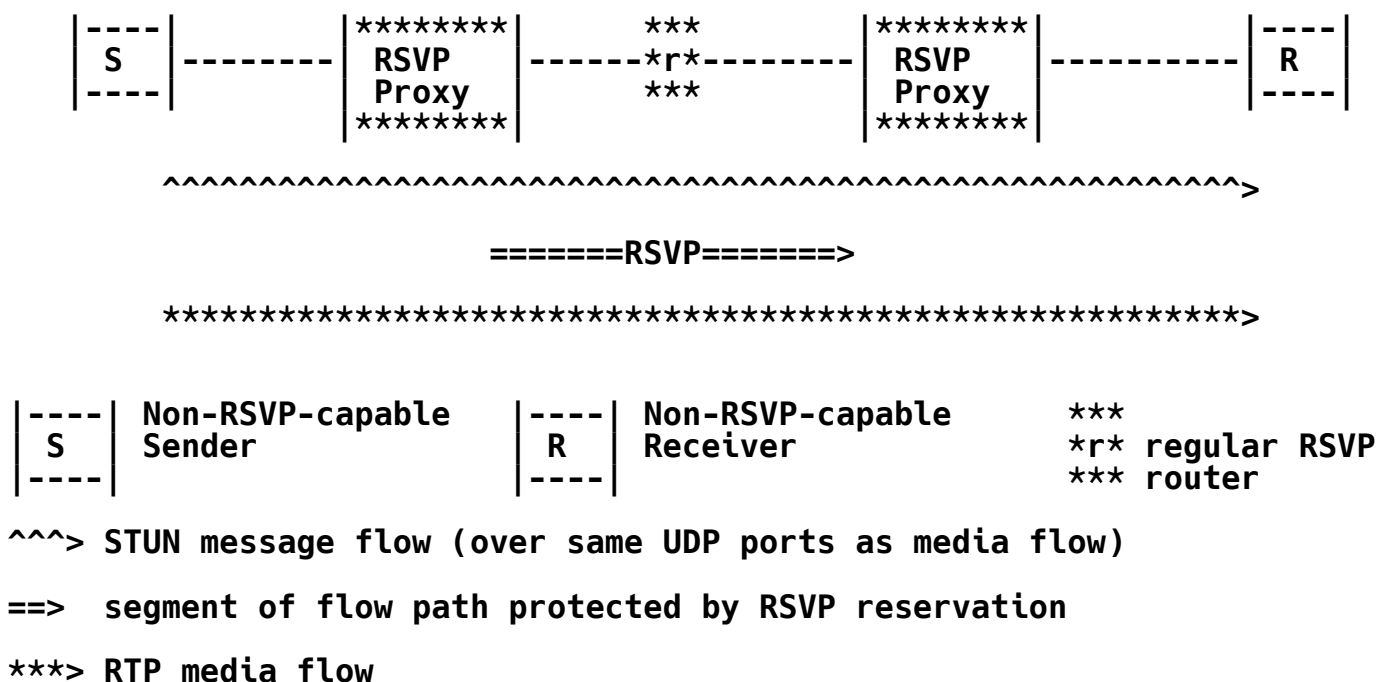 |----|         |********|      ***        |********|           |----|
| S  |--------| RSVP   |------*r*--------| RSVP   |----------| R  |
|----|        | Proxy  |      ***        | Proxy  |          |----|
|********|                 |********|
^^^^^^^^^^^^^^^^^^^^^^^^^^^^^^^^^^^^^^^^^^^^^^^^^^^^^^^^>
=======RSVP=======>
********************************************************>
|----| Non-RSVP-capable   |----| Non-RSVP-capable      ***
| S  | Sender             | R  | Receiver              *r* regular RSVP
|----|                    |----|                       *** router
^^^> STUN message flow (over same UDP ports as media flow)
==>  segment of flow path protected by RSVP reservation
***> RTP media flow